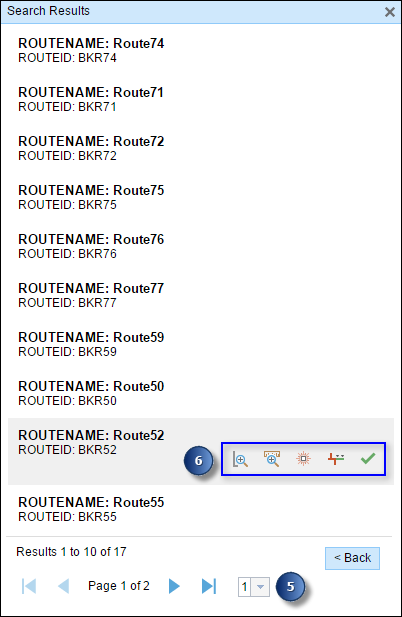 Search Results
ROUTENAME: Route74
ROUTEID: BKR74
ROUTENAME: Route71
ROUTEID: BKR71
ROUTENAME: Route72
ROUTEID: BKR72
ROUTENAME: Route75
ROUTEID: BKR75
ROUTENAME: Route76
ROUTEID: BKR76
ROUTENAME: Route77
ROUTEID: BKR77
ROUTENAME: Route59
ROUTEID: BKR59
ROUTENAME: Route50
ROUTEID: BKR50
ROUTENAME: Route52
ROUTEID: BKR52
6
ROUTENAME: Route55
ROUTEID: BKR55
Results 1 to 10 of 17
< Back
Page 1 of 2
1
5